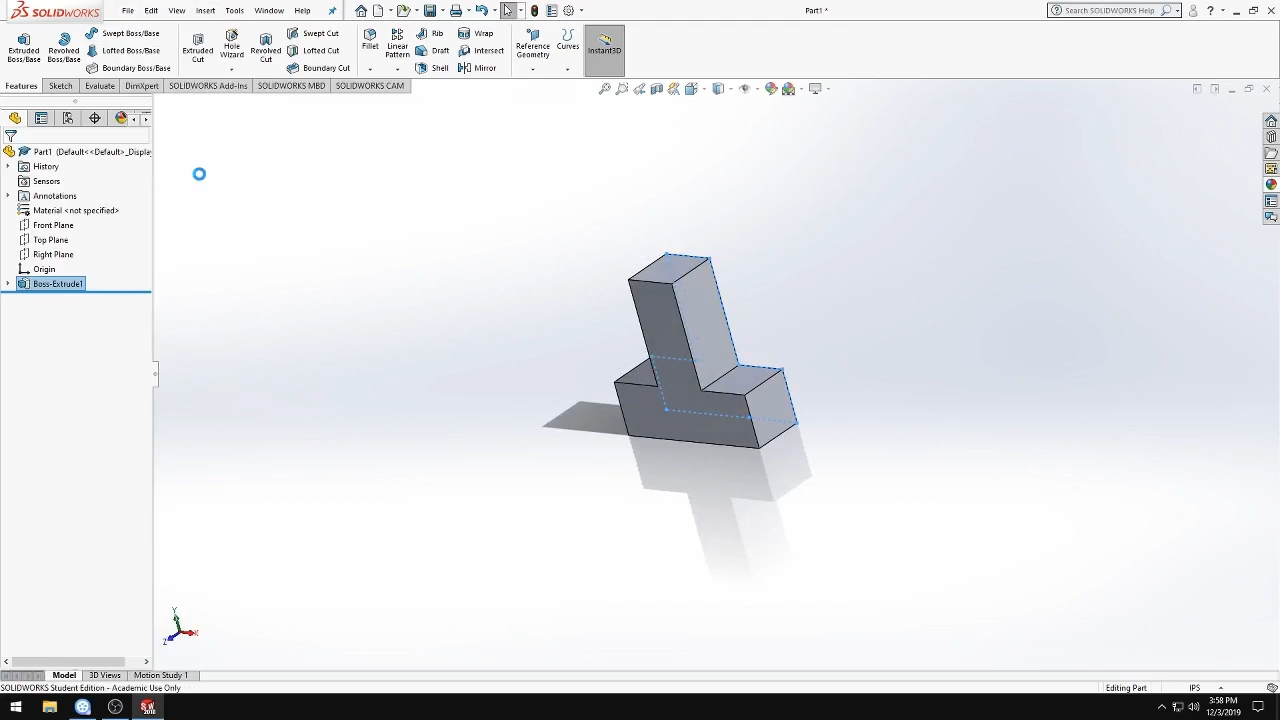 SOLIDWORKS
File Edit View Insert Tools Window Help
Part1 *
Search SOLIDWORKS Help
Extruded Boss/Base
Revolved Boss/Base
Swept Boss/Base
Lofted Boss/Base
Boundary Boss/Base
Extruded Cut
Hole Wizard
Revolved Cut
Swept Cut
Lofted Cut
Boundary Cut
Fillet
Linear Pattern
Rib
Draft
Shell
Wrap
Intersect
Mirror
Reference Geometry
Curves
Instant3D
Features Sketch Evaluate DimXpert SOLIDWORKS Add-Ins SOLIDWORKS MBD SOLIDWORKS CAM
Part1 (Default<<Default>_Display
History
Sensors
Annotations
Material <not specified>
Front Plane
Top Plane
Right Plane
Origin
Boss-Extrude1
Y
Z X
Model 3D Views Motion Study 1
SOLIDWORKS Student Edition - Academic Use Only
Editing Part IPS
3:58 PM
12/3/2019